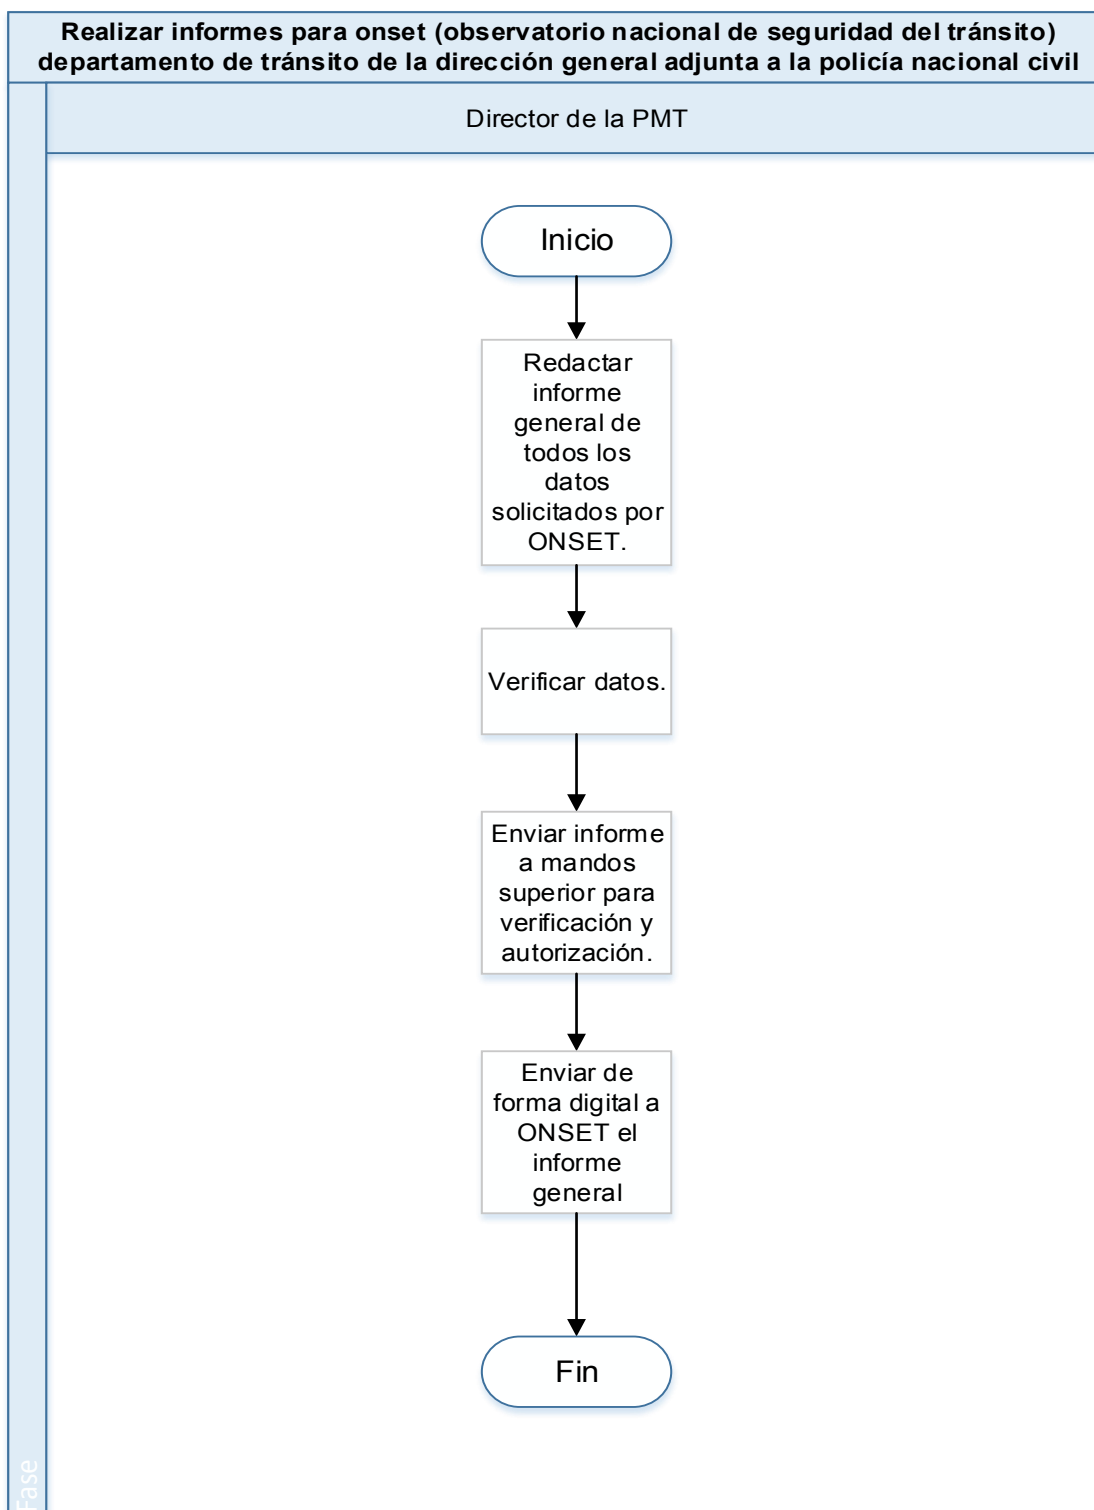 Realizar informes para onset (observatorio nacional de seguridad del tránsito)
departamento de tránsito de la dirección general adjunta a la policía nacional civil
Director de la PMT
Inicio
Redactar
informe
general de
todos los
datos
solicitados por
ONSET.
Verificar datos.
Enviar informe
a mandos
superior para
verificación y
autorización.
Enviar de
forma digital a
ONSET el
informe
general
Fin
Fase